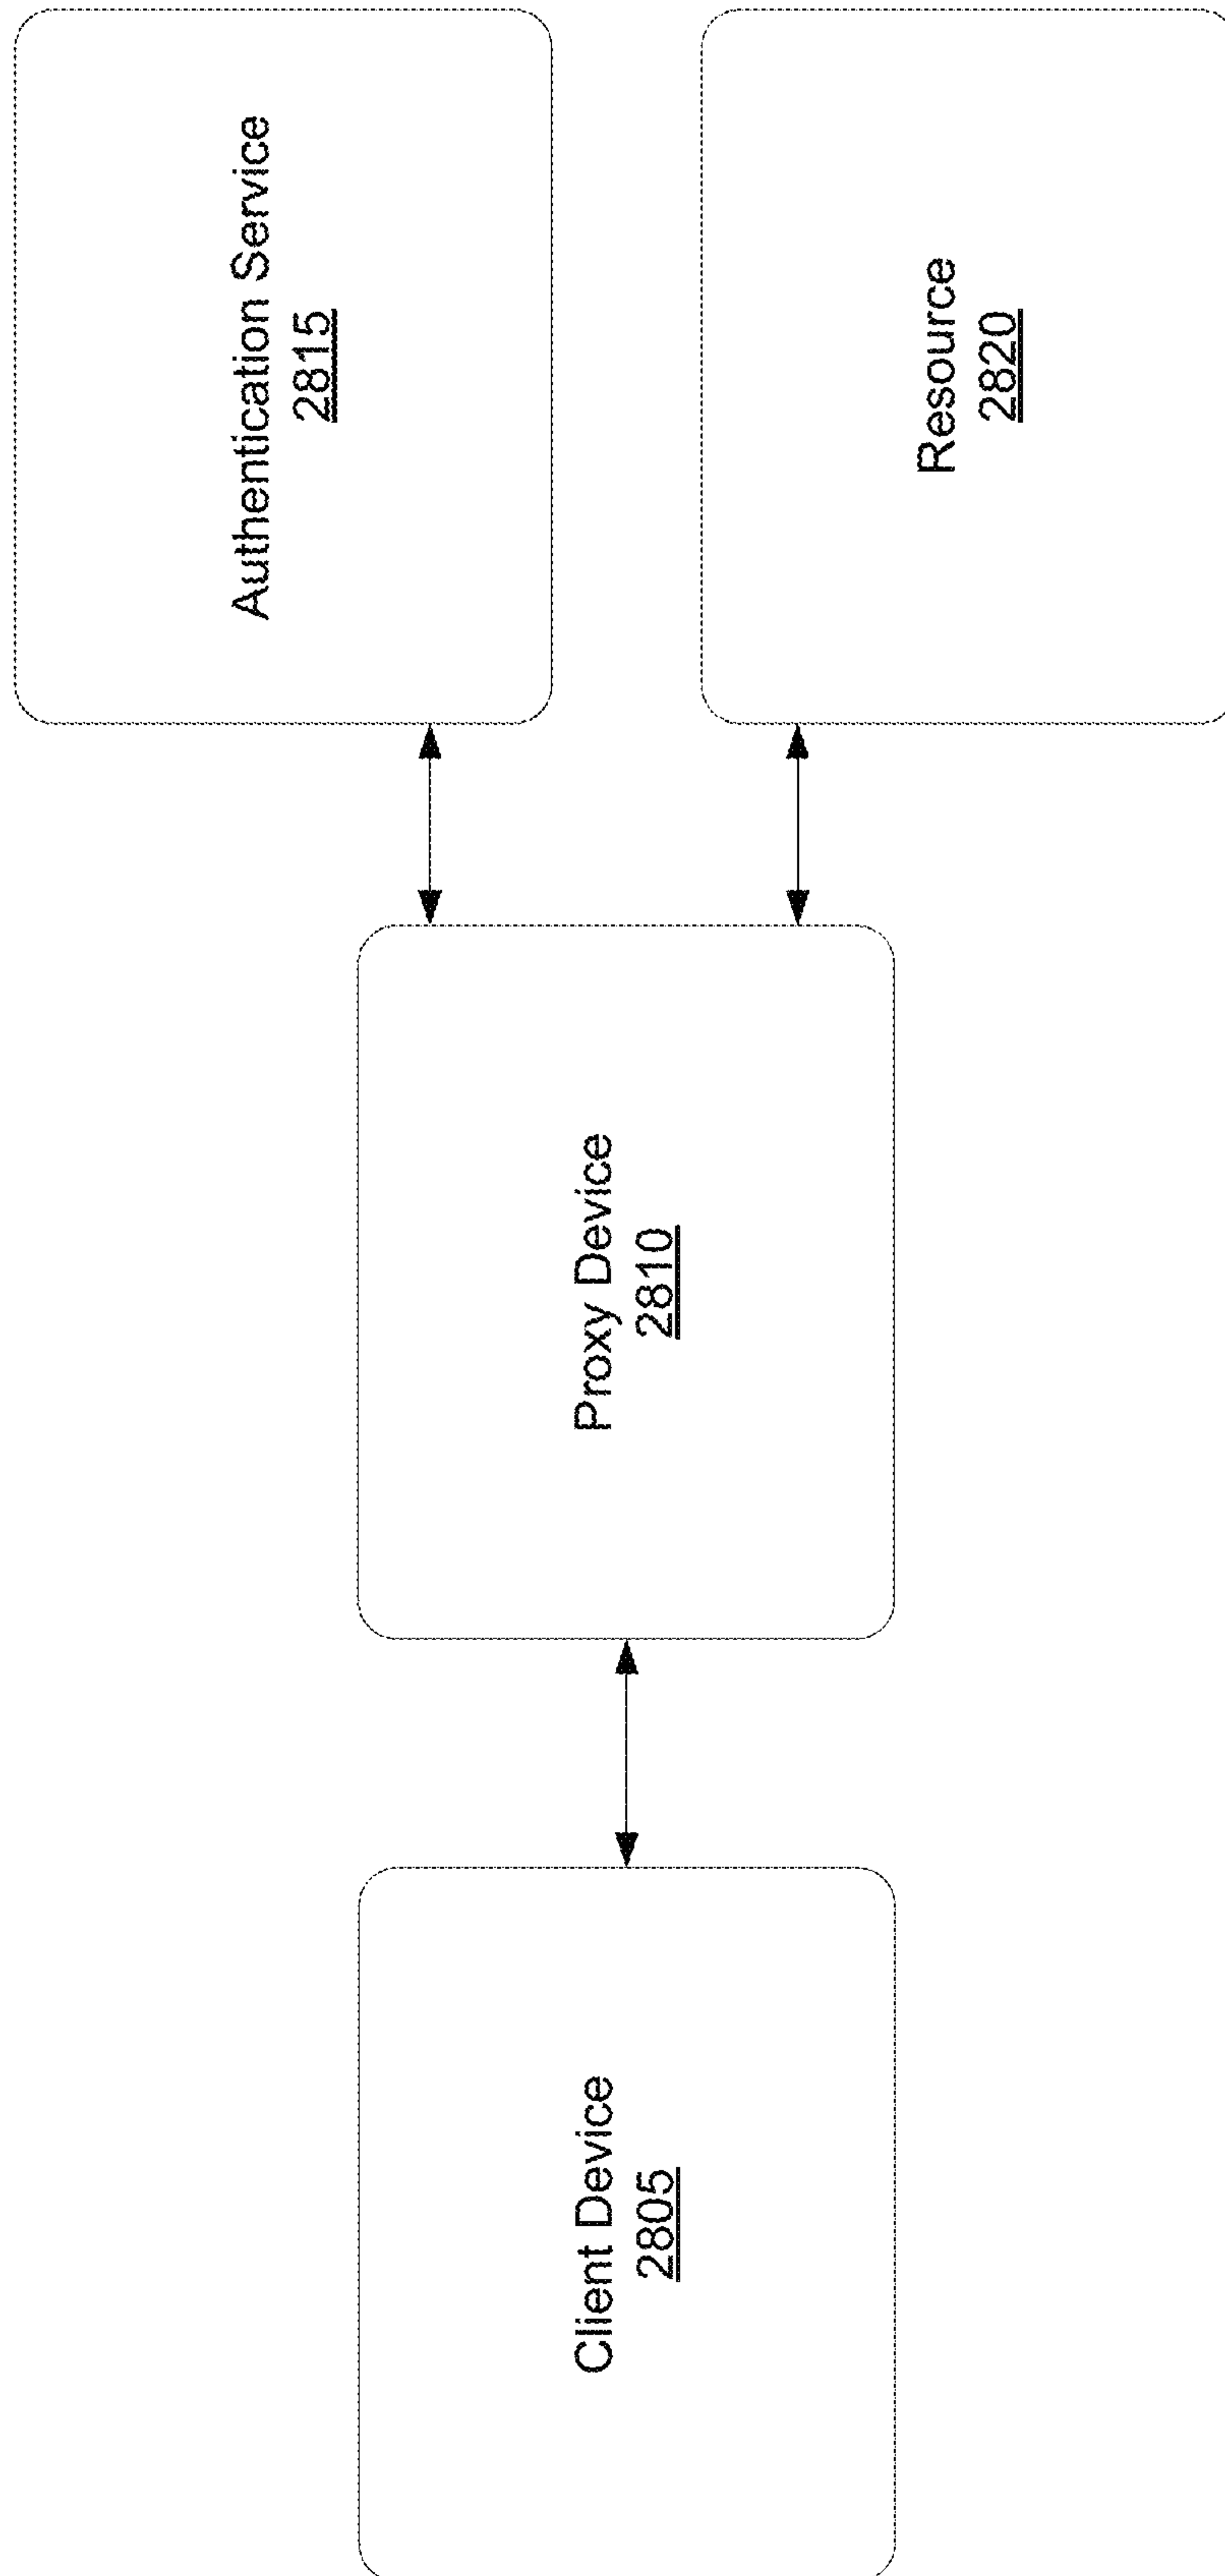 Client Device
2805
Proxy Device
2810
Authentication Service
2815
Resource
2820